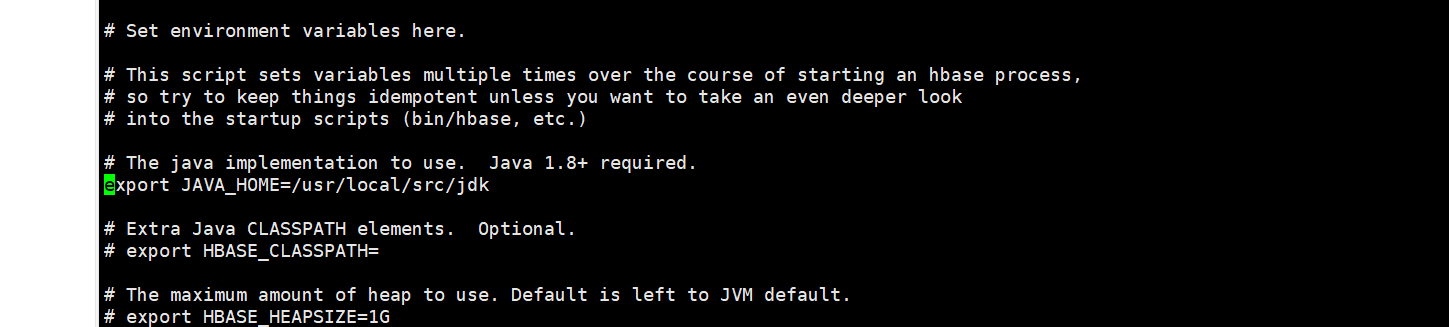 # Set environment variables here.
# This script sets variables multiple times over the course of starting an hbase process,
# so try to keep things idempotent unless you want to take an even deeper look
# into the startup scripts (bin/hbase, etc.)
# The java implementation to use.  Java 1.8+ required.
export JAVA_HOME=/usr/local/src/jdk
# Extra Java CLASSPATH elements.  Optional.
# export HBASE_CLASSPATH=
# The maximum amount of heap to use. Default is left to JVM default.
# export HBASE_HEAPSIZE=1G